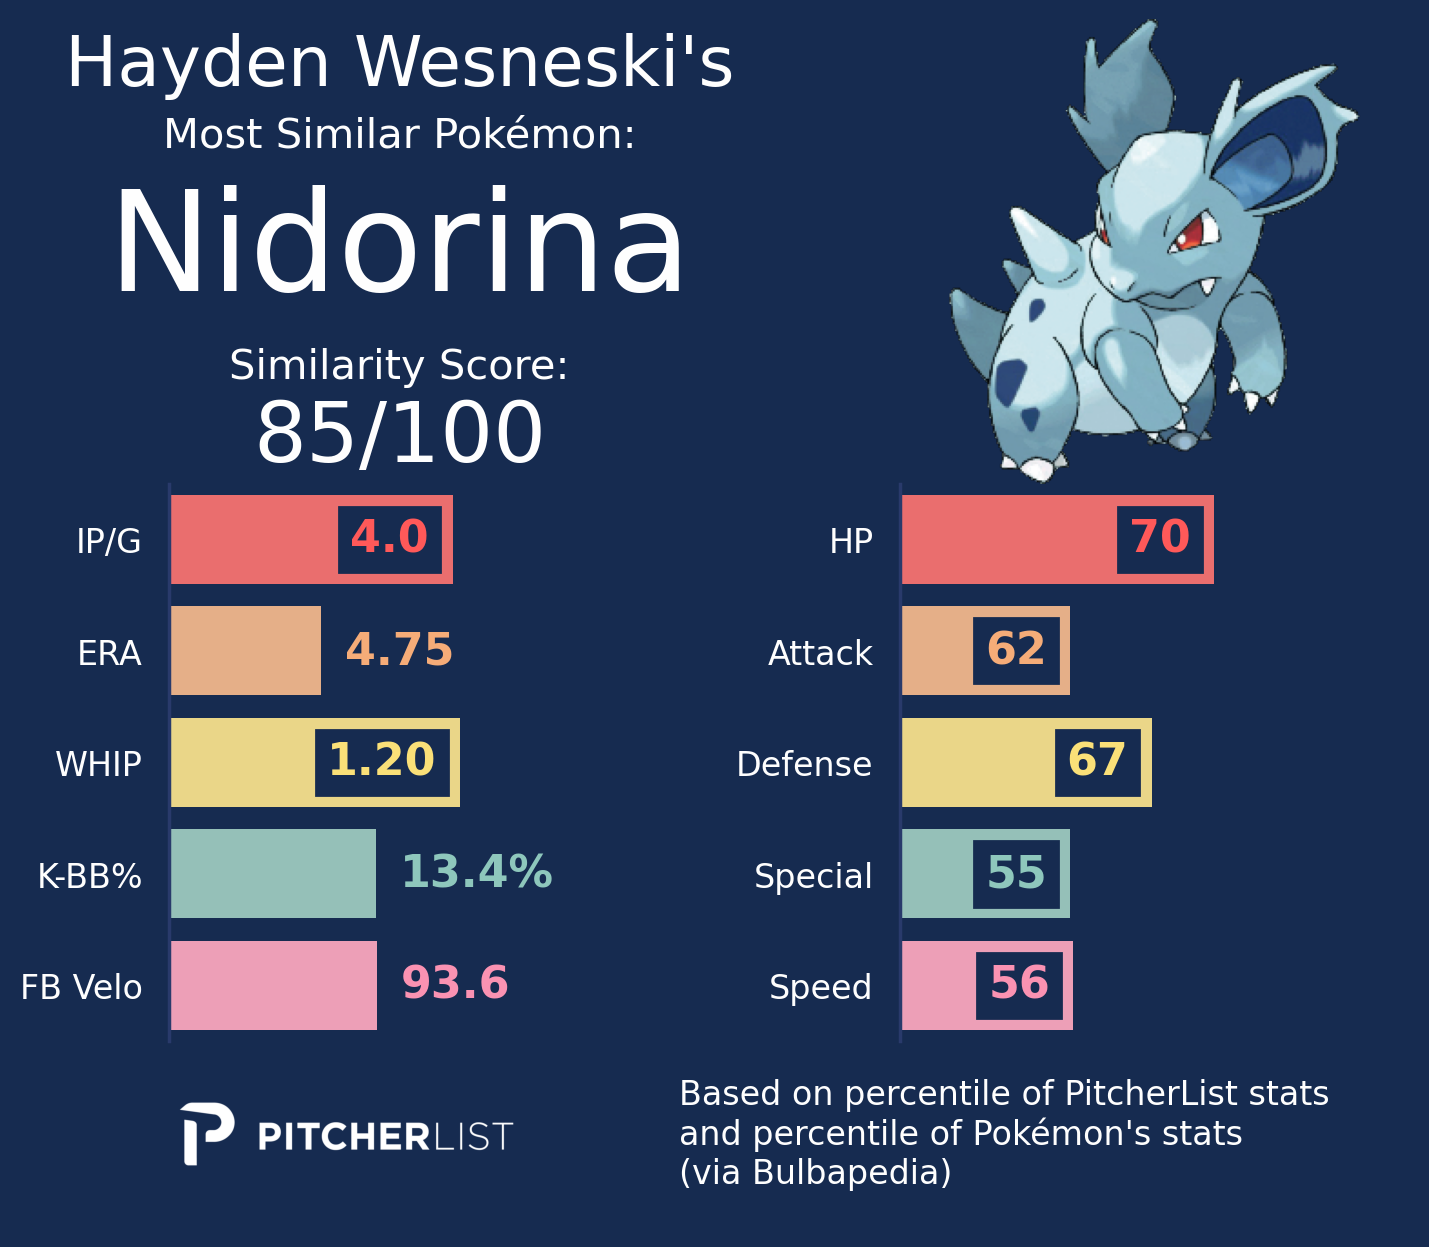 Hayden Wesneski's
Most Similar Pokémon:
Nidorina
Similarity Score:
85/100
IP/G 4.0
ERA 4.75
WHIP 1.20
K-BB% 13.4%
FB Velo 93.6
HP 70
Attack 62
Defense 67
Special 55
Speed 56
PITCHERLIST
Based on percentile of PitcherList stats
and percentile of Pokémon's stats
(via Bulbapedia)